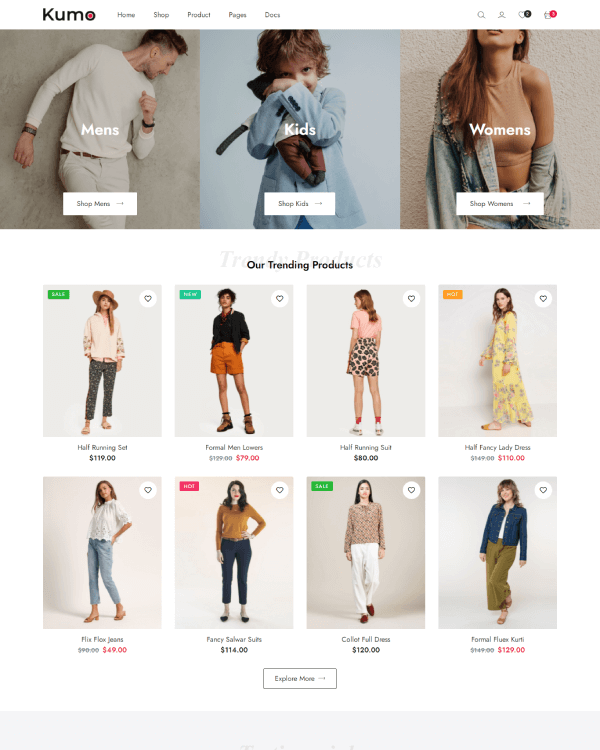 Kumo
Home Shop Product Pages Docs
2
3
Mens
Kids
Womens
Shop Mens →
Shop Kids →
Shop Womens →
Trendy Products
Our Trending Products
SALE
NEW
HOT
Half Running Set
Formal Men Lowers
Half Running Suit
Half Fancy Lady Dress
$119.00
$129.00 $79.00
$80.00
$149.00 $110.00
HOT
SALE
Flix Flox Jeans
Fancy Salwar Suits
Collot Full Dress
Formal Fluex Kurti
$90.00 $49.00
$114.00
$120.00
$149.00 $129.00
Explore More →